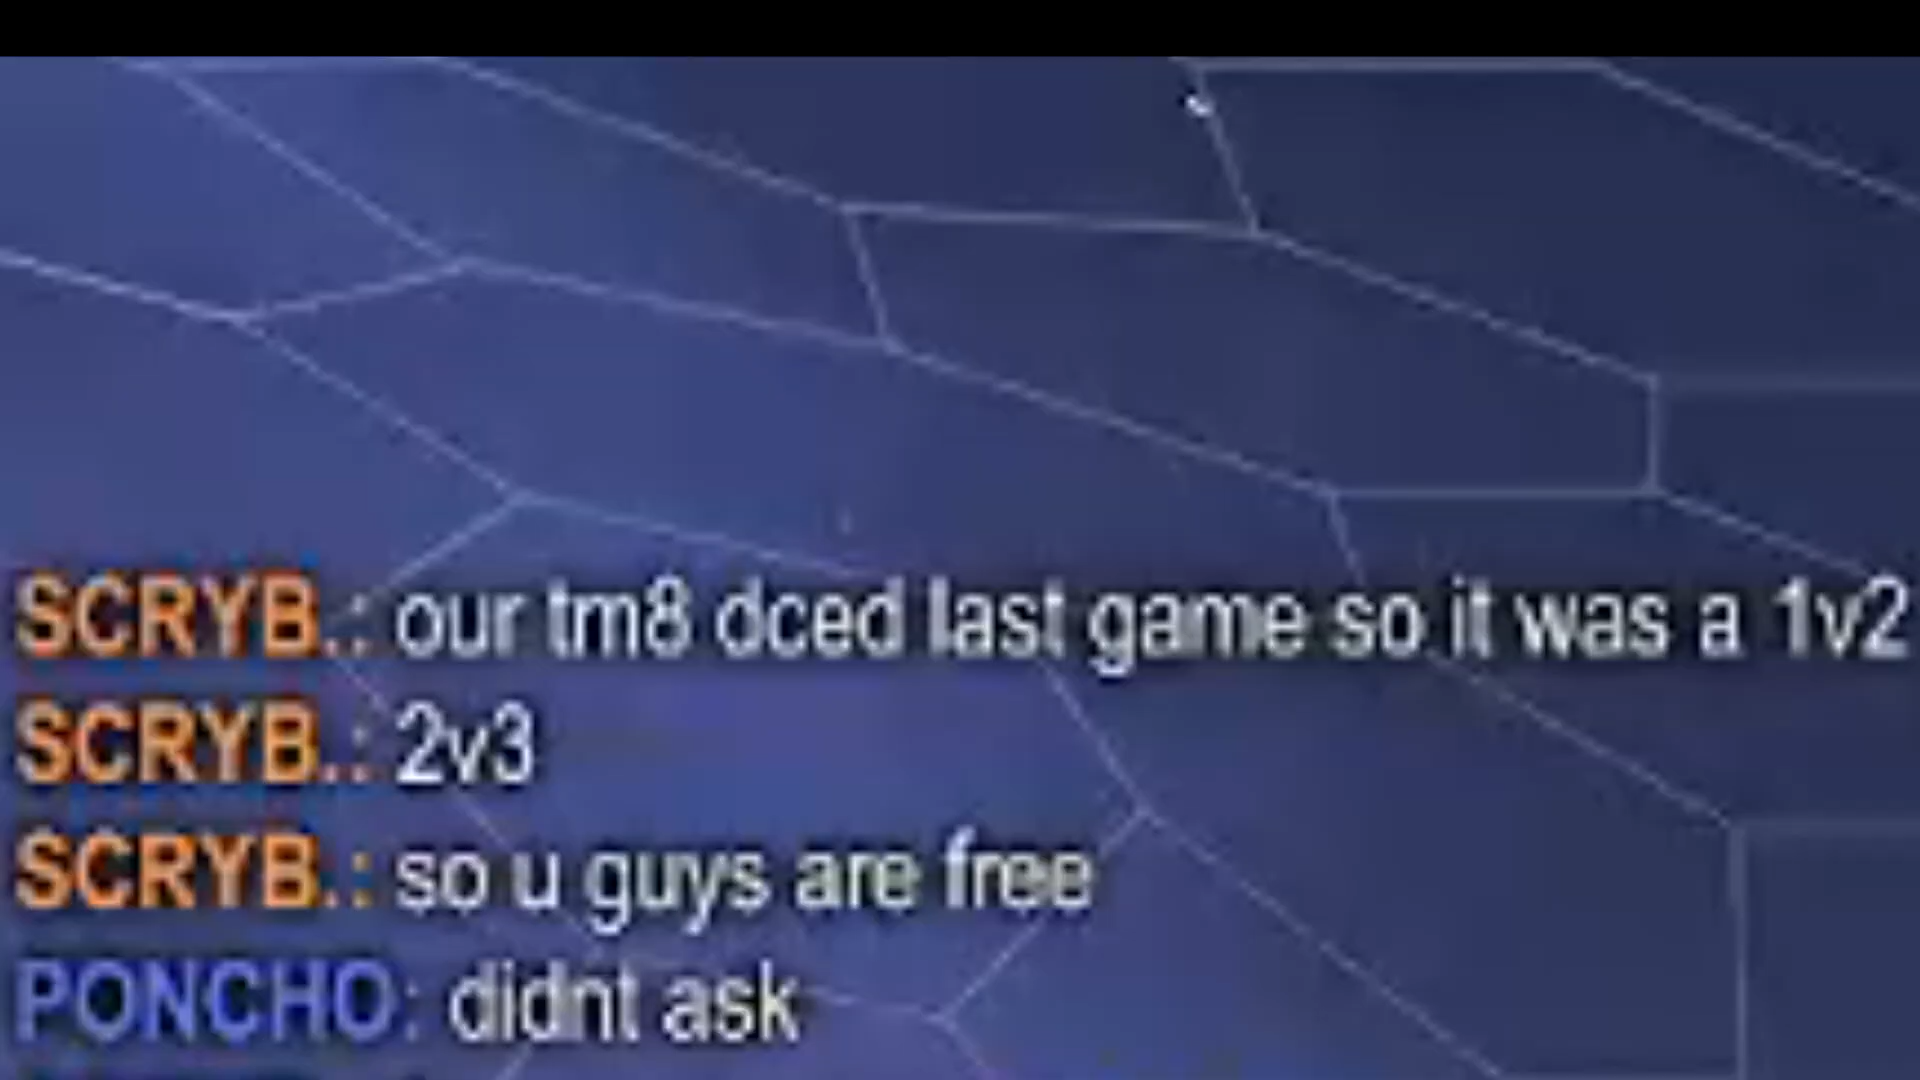 SCRYB.: our tm8 dced last game so it was a 1v2
SCRYB.: 2v3
SCRYB.: so u guys are free
PONCHO: didnt ask